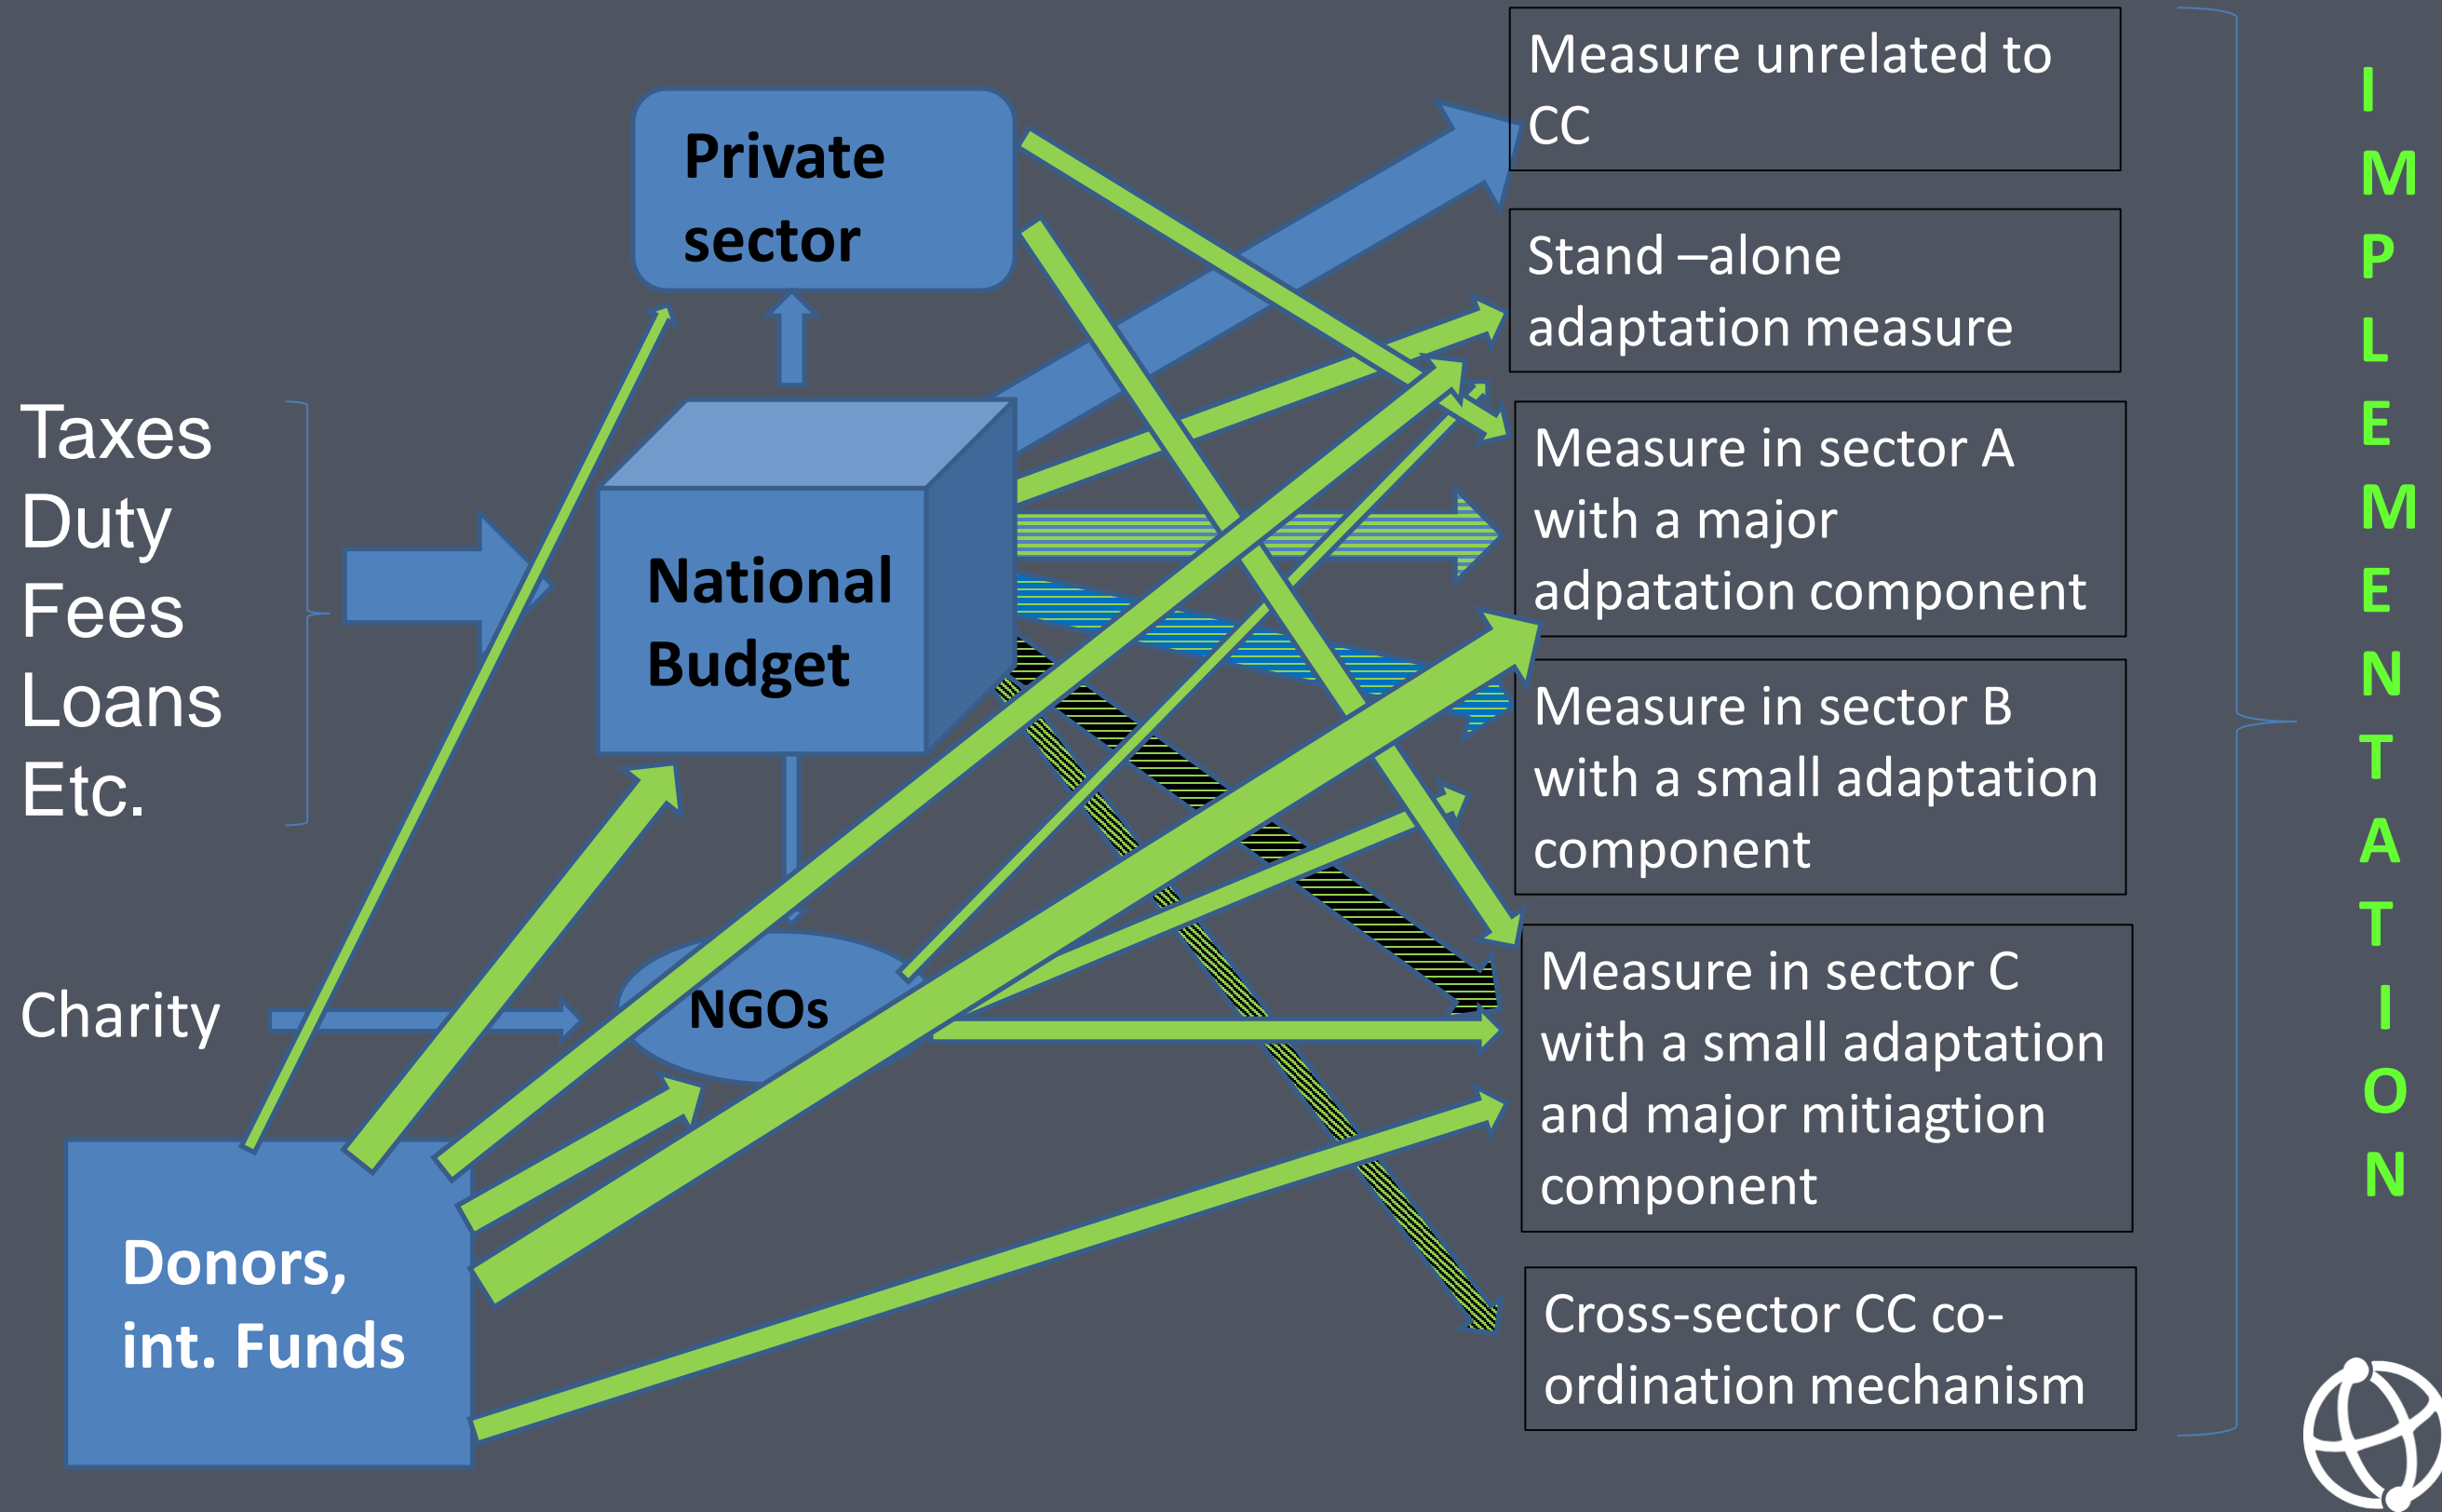 Private
sector
Taxes
Duty
Fees
Loans
Etc.
National
Budget
Charity
NGOs
Donors,
int. Funds
Measure unrelated to
CC
Stand –alone
adaptation measure
Measure in sector A
with a major
adpatation component
Measure in sector B
with a small adaptation
component
Measure in sector C
with a small adaptation
and major mitiagtion
component
Cross-sector CC co-
ordination mechanism
I
M
P
L
E
M
E
N
T
A
T
I
O
N